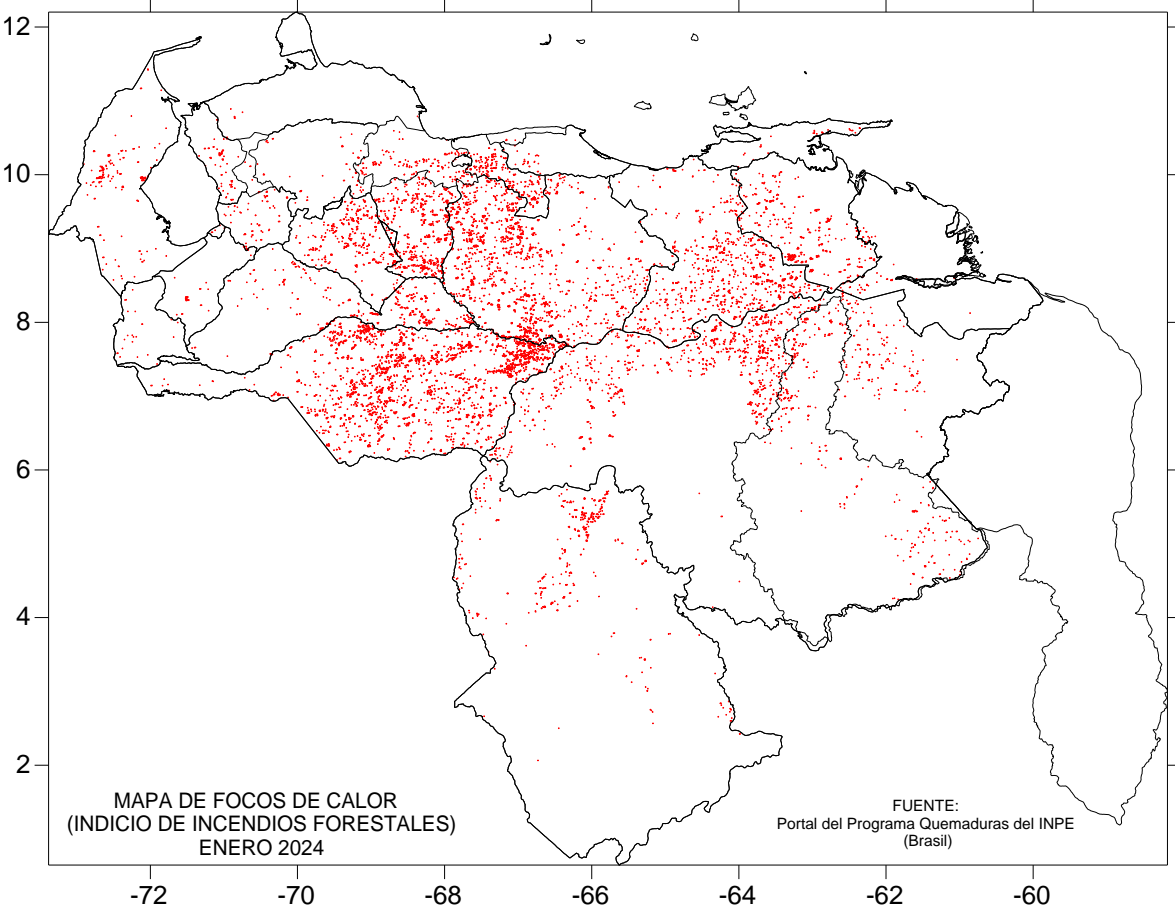 12
10
8
6
4
2
MAPA DE FOCOS DE CALOR
(INDICIO DE INCENDIOS FORESTALES)
ENERO 2024
FUENTE:
Portal del Programa Quemaduras del INPE
(Brasil)
-72
-70
-68
-66
-64
-62
-60